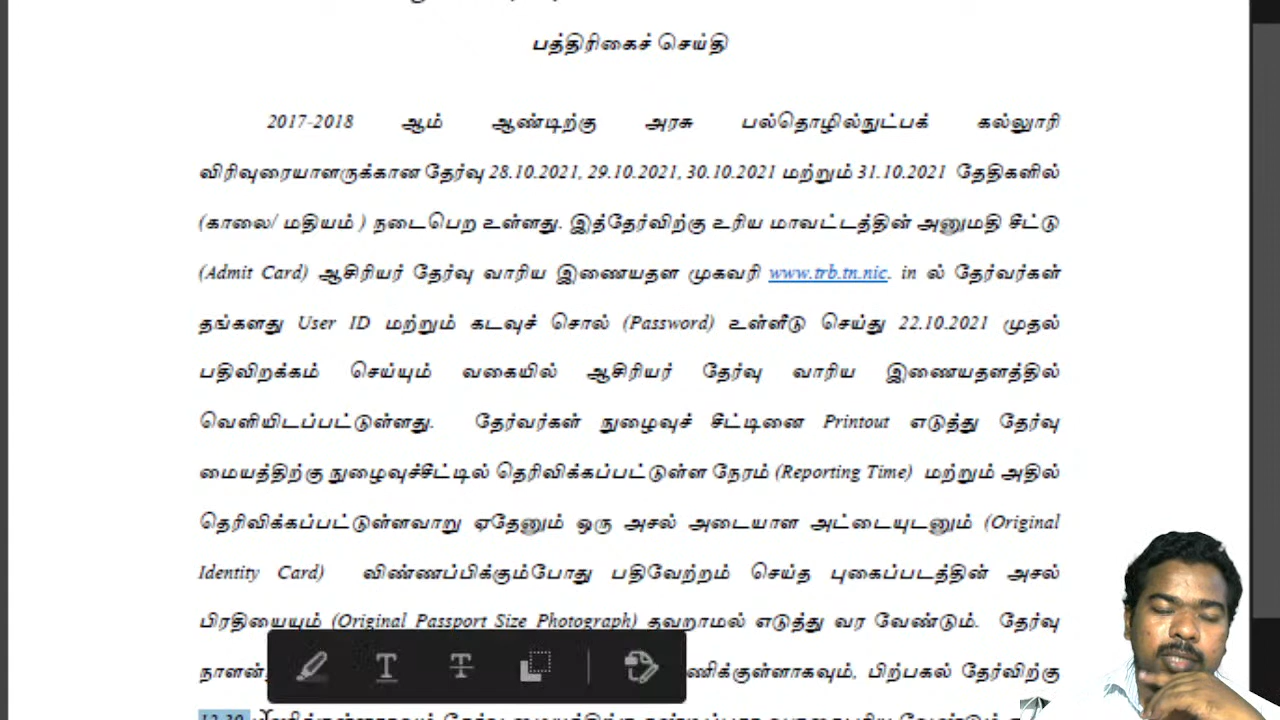 பத்திரிகைச் செய்தி
2017-2018 ஆம் ஆண்டிற்கு அரசு பல்தொழில்நுட்பக் கல்லூரி
விரிவுரையாளருக்கான தேர்வு 28.10.2021, 29.10.2021, 30.10.2021 மற்றும் 31.10.2021 தேதிகளில்
(காலை/ மதியம் ) நடைபெற உள்ளது. இத்தேர்விற்கு உரிய மாவட்டத்தின் அனுமதி சீட்டு
(Admit Card) ஆசிரியர் தேர்வு வாரிய இணையதள முகவரி www.trb.tn.nic. in ல் தேர்வர்கள்
தங்களது User ID மற்றும் கடவுச் சொல் (Password) உள்ளீடு செய்து 22.10.2021 முதல்
பதிவிறக்கம் செய்யும் வகையில் ஆசிரியர் தேர்வு வாரிய இணையதளத்தில்
வெளியிடப்பட்டுள்ளது. தேர்வர்கள் நுழைவுச் சீட்டினை Printout எடுத்து தேர்வு
மையத்திற்கு நுழைவுச்சீட்டில் தெரிவிக்கப்பட்டுள்ள நேரம் (Reporting Time) மற்றும் அதில்
தெரிவிக்கப்பட்டுள்ளவாறு ஏதேனும் ஒரு அசல் அடையாள அட்டையுடனும் (Original
Identity Card) விண்ணப்பிக்கும்போது பதிவேற்றம் செய்த புகைப்படத்தின் அசல்
பிரதியையும் (Original Passport Size Photograph) தவறாமல் எடுத்து வர வேண்டும். தேர்வு
பிற்பகல் தேர்விற்கு